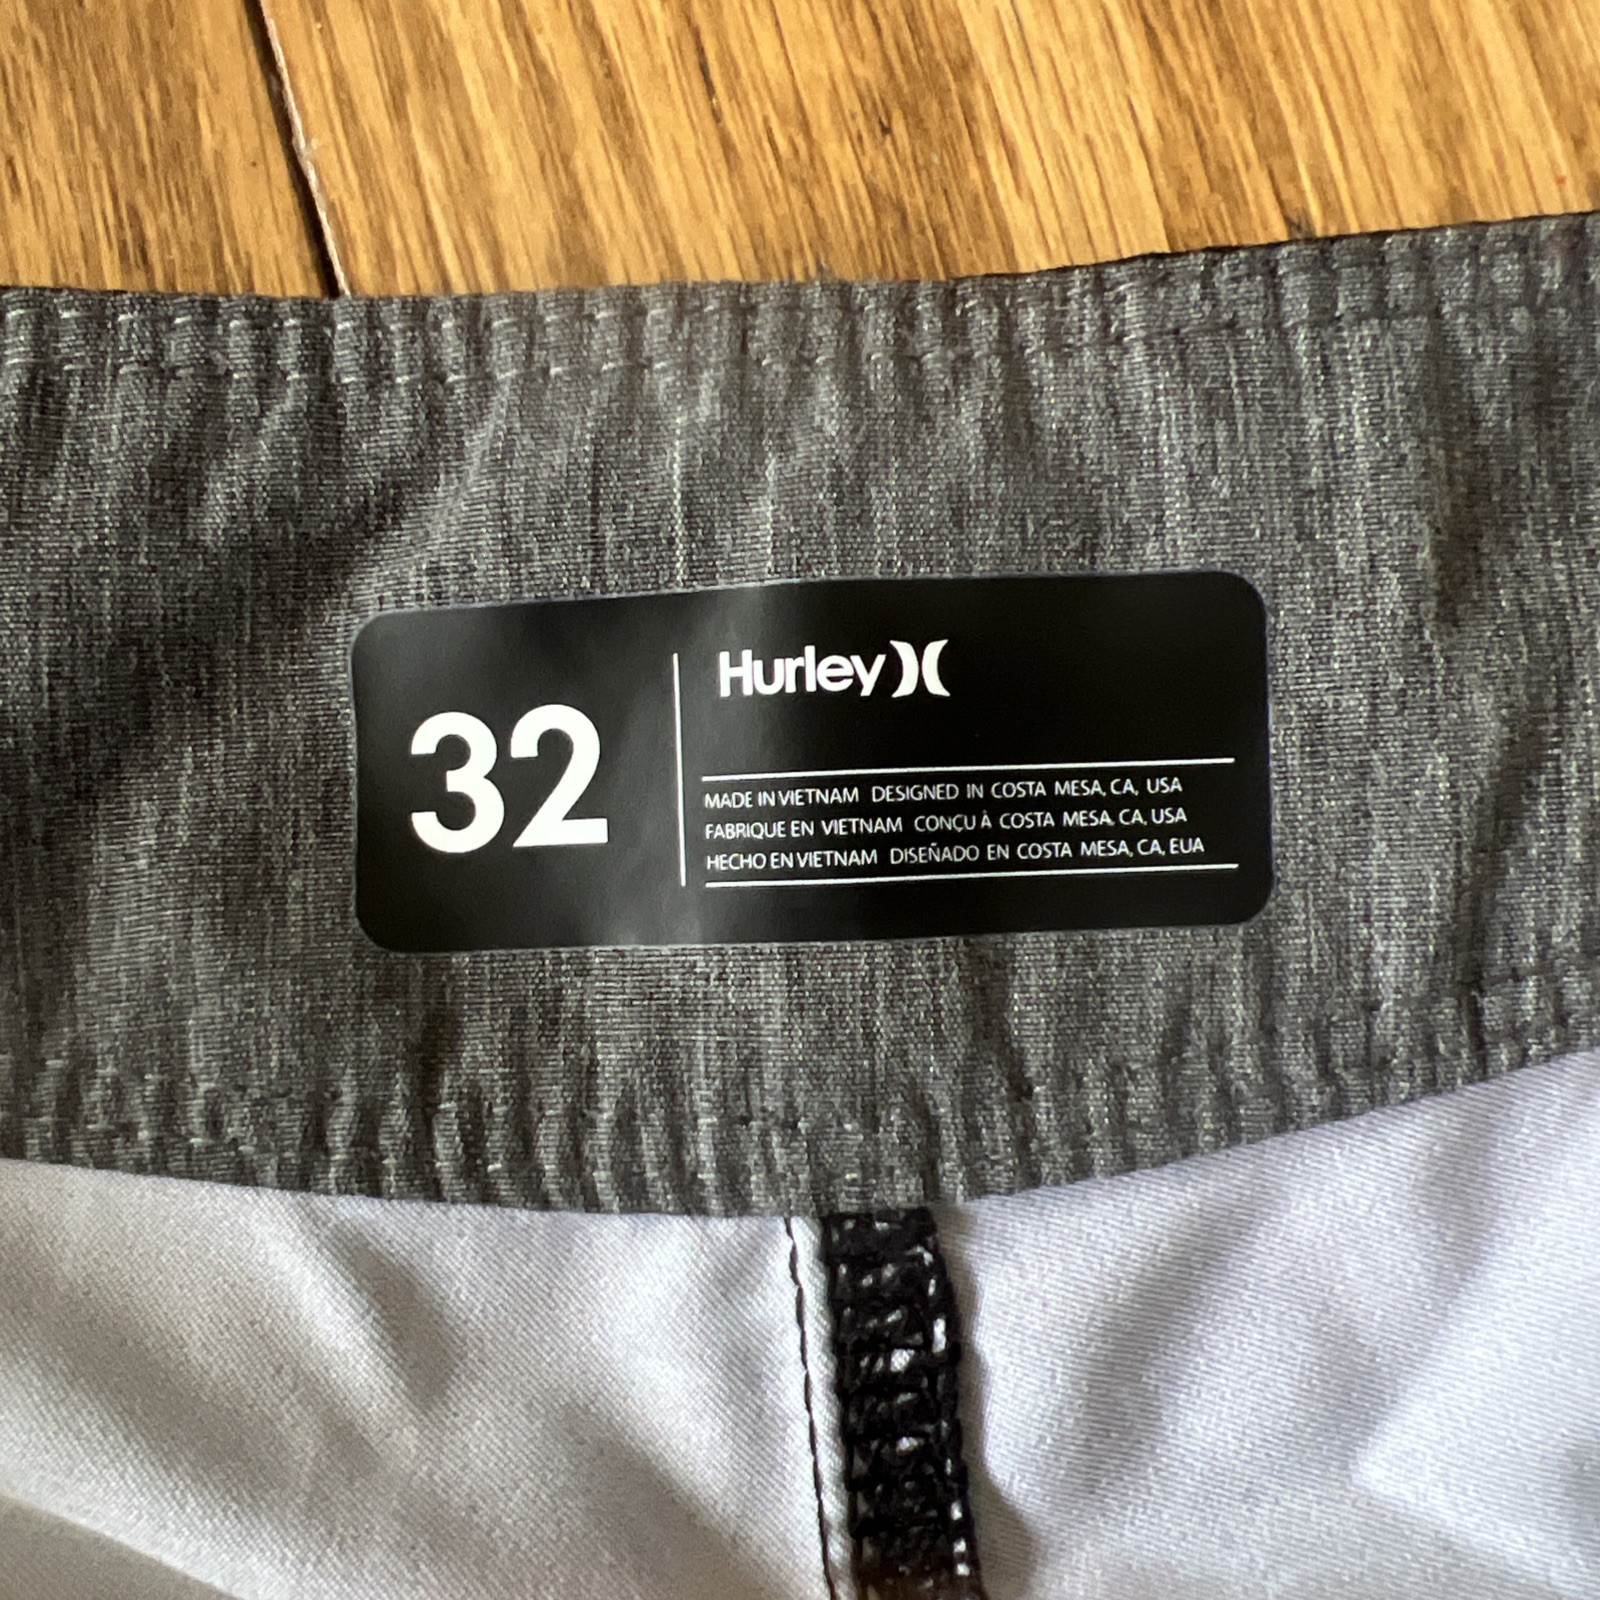 32
Hurley
MADE IN VIETNAM DESIGNED IN COSTA MESA, CA, USA
FABRIQUE EN VIETNAM CONÇU À COSTA MESA, CA, USA
HECHO EN VIETNAM DISEÑADO EN COSTA MESA, CA, EUA